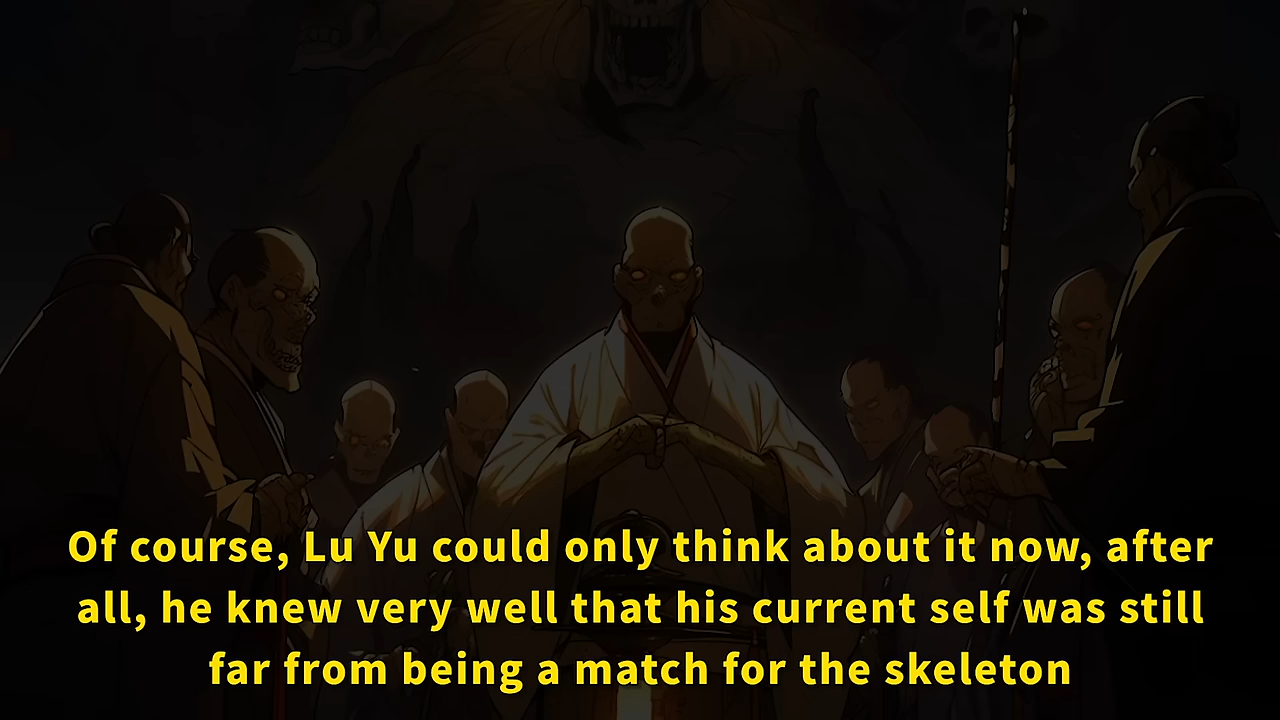 Of course, Lu Yu could only think about it now, after
all, he knew very well that his current self was still
far from being a match for the skeleton